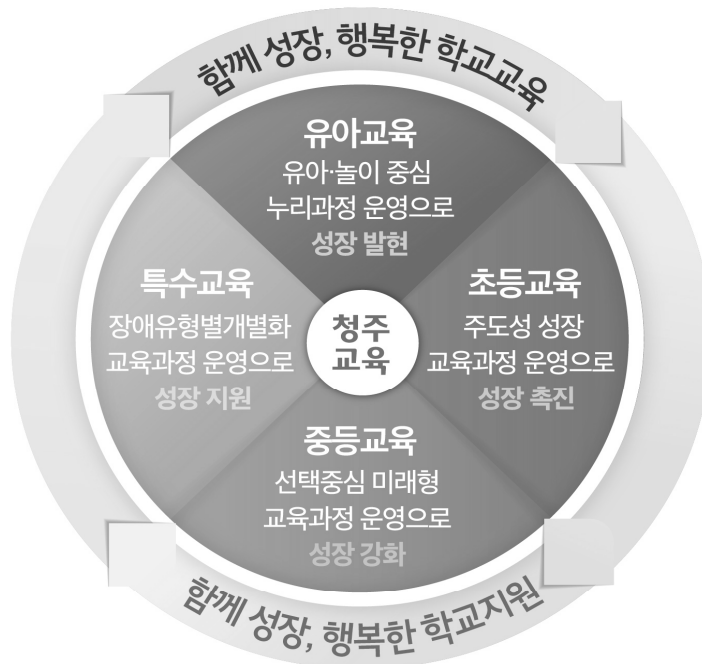 함께 성장, 행복한 학교교육
유아교육
유아·놀이 중심
누리과정 운영으로
성장 발현
특수교육
장애유형별개별화
교육과정 운영으로
성장 지원
청주
교육
초등교육
주도성 성장
교육과정 운영으로
성장 촉진
중등교육
선택중심 미래형
교육과정 운영으로
성장 강화
함께 성장, 행복한 학교지원